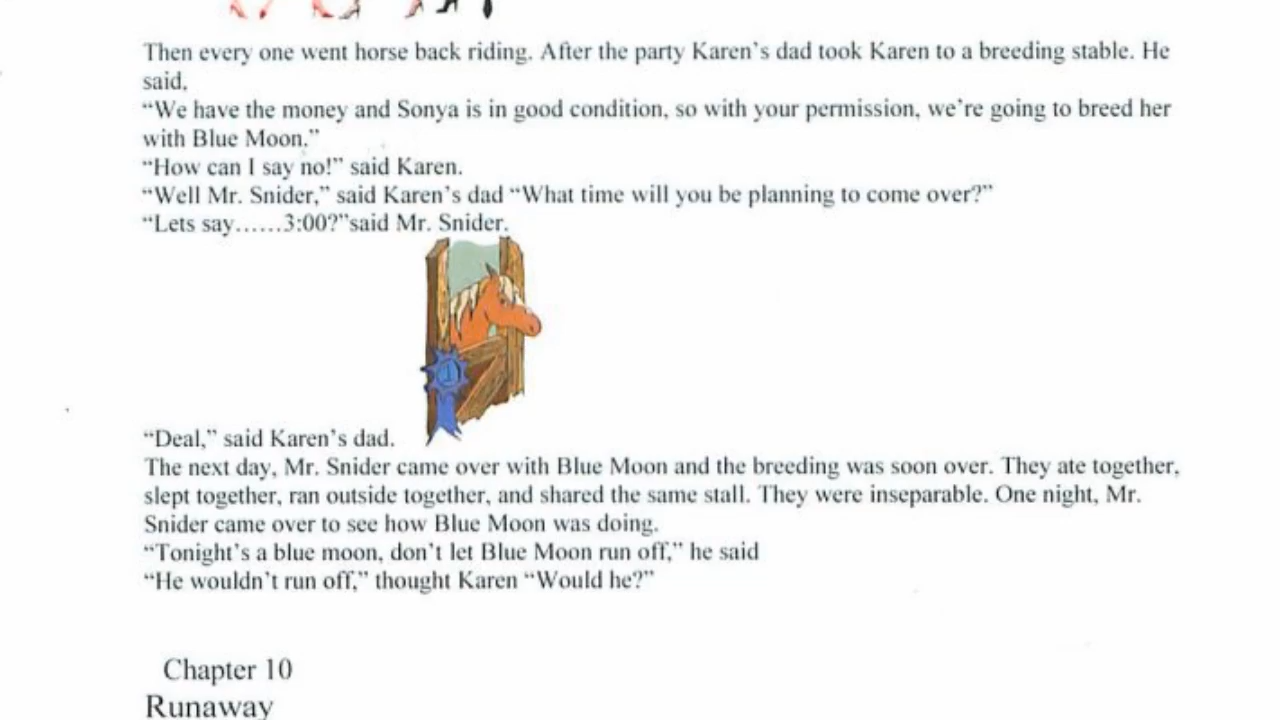 Then every one went horse back riding. After the party Karen's dad took Karen to a breeding stable. He
said,
“We have the money and Sonya is in good condition, so with your permission, we're going to breed her
with Blue Moon.”
“How can I say no!” said Karen.
“Well Mr. Snider,” said Karen's dad “What time will you be planning to come over?”
“Lets say……3:00?”said Mr. Snider.
1
“Deal,” said Karen's dad.
The next day, Mr. Snider came over with Blue Moon and the breeding was soon over. They ate together,
slept together, ran outside together, and shared the same stall. They were inseparable. One night, Mr.
Snider came over to see how Blue Moon was doing.
“Tonight's a blue moon, don't let Blue Moon run off,” he said
“He wouldn't run off,” thought Karen “Would he?”
Chapter 10
Runaway